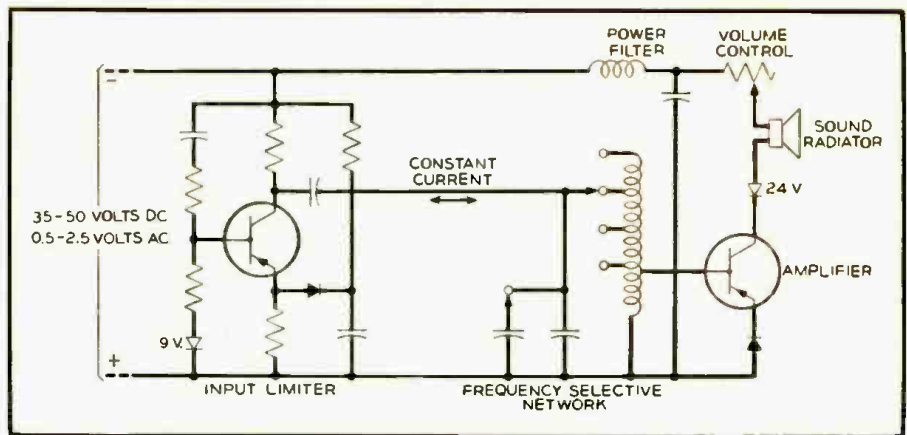 POWER
FILTER
VOLUME
CONTROL
−
SOUND
RADIATOR
CONSTANT
CURRENT
24 V
35-50 VOLTS DC
0.5-2.5 VOLTS AC
AMPLIFIER
9 V.
+
INPUT LIMITER
FREQUENCY SELECTIVE
NETWORK